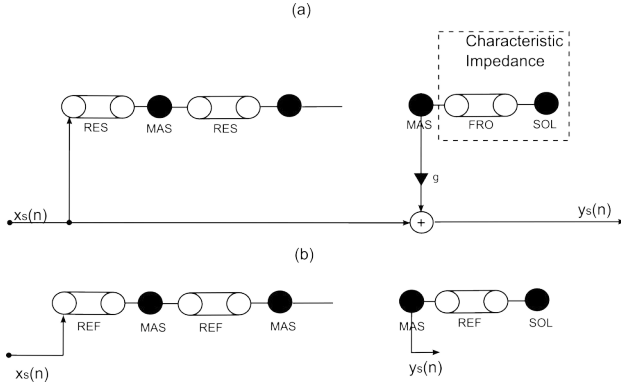 (a)
Characteristic
Impedance
RES
MAS
RES
MAS
FRO
SOL
g
xs(n)
+
ys(n)
(b)
REF
MAS
REF
MAS
MAS
REF
SOL
xs(n)
ys(n)